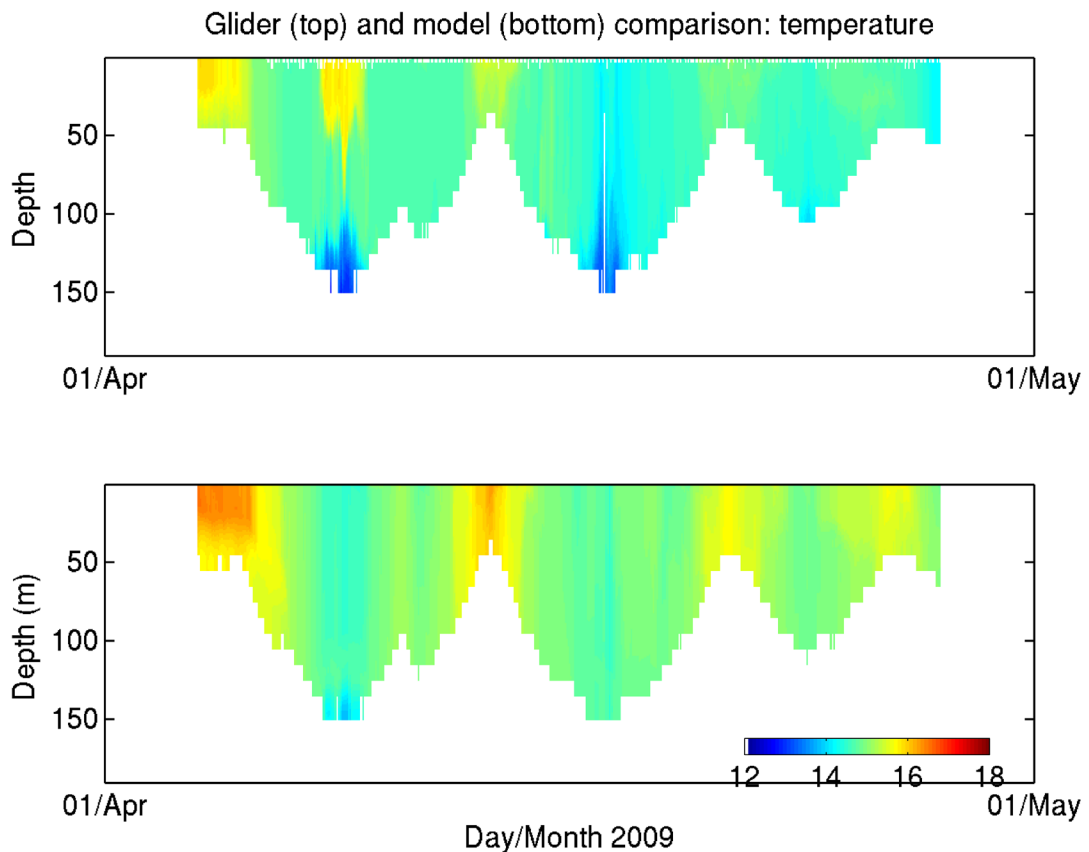 Glider (top) and model (bottom) comparison: temperature
50
100
150
Depth
01/Apr
01/May
50
100
150
Depth (m)
12 14 16 18
01/Apr
01/May
Day/Month 2009